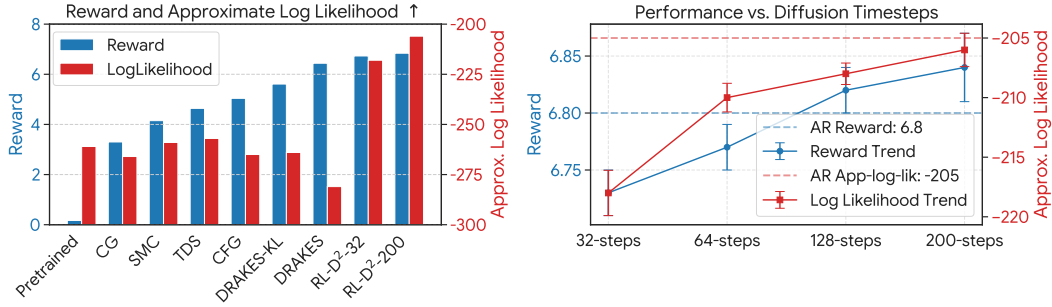 Reward and Approximate Log Likelihood ↑
8
6
4
2
0
Reward
Reward
LogLikelihood
-200
-225
-250
-275
-300
Approx. Log Likelihood
Pretrained
CG
SMC
TDS
CFG
DRAKES-KL
DRAKES
RL-D²-32
RL-D²-200
Performance vs. Diffusion Timesteps
6.85
6.80
6.75
Reward
AR Reward: 6.8
Reward Trend
AR App-log-lik: -205
Log Likelihood Trend
-205
-210
-215
-220
Approx. Log Likelihood
32-steps
64-steps
128-steps
200-steps